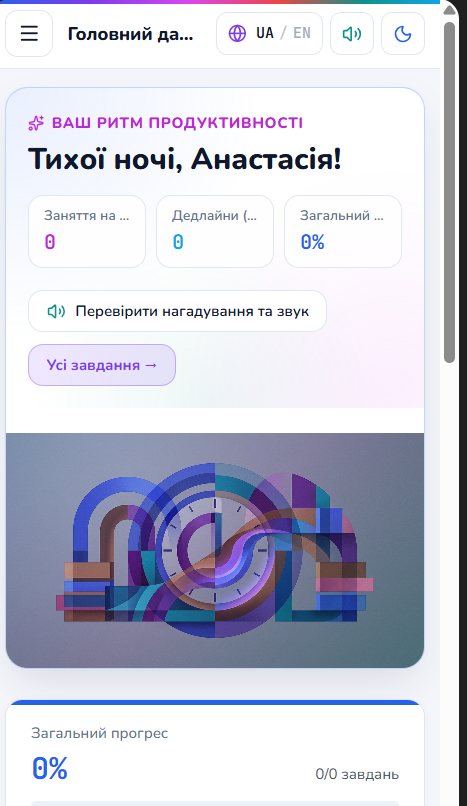 Головний да...
UA / EN
ВАШ РИТМ ПРОДУКТИВНОСТІ
Тихої ночі, Анастасія!
Заняття на ...
Дедлайни (...
Загальний ...
0
0
0%
Перевірити нагадування та звук
Усі завдання →
Загальний прогрес
0%
0/0 завдань